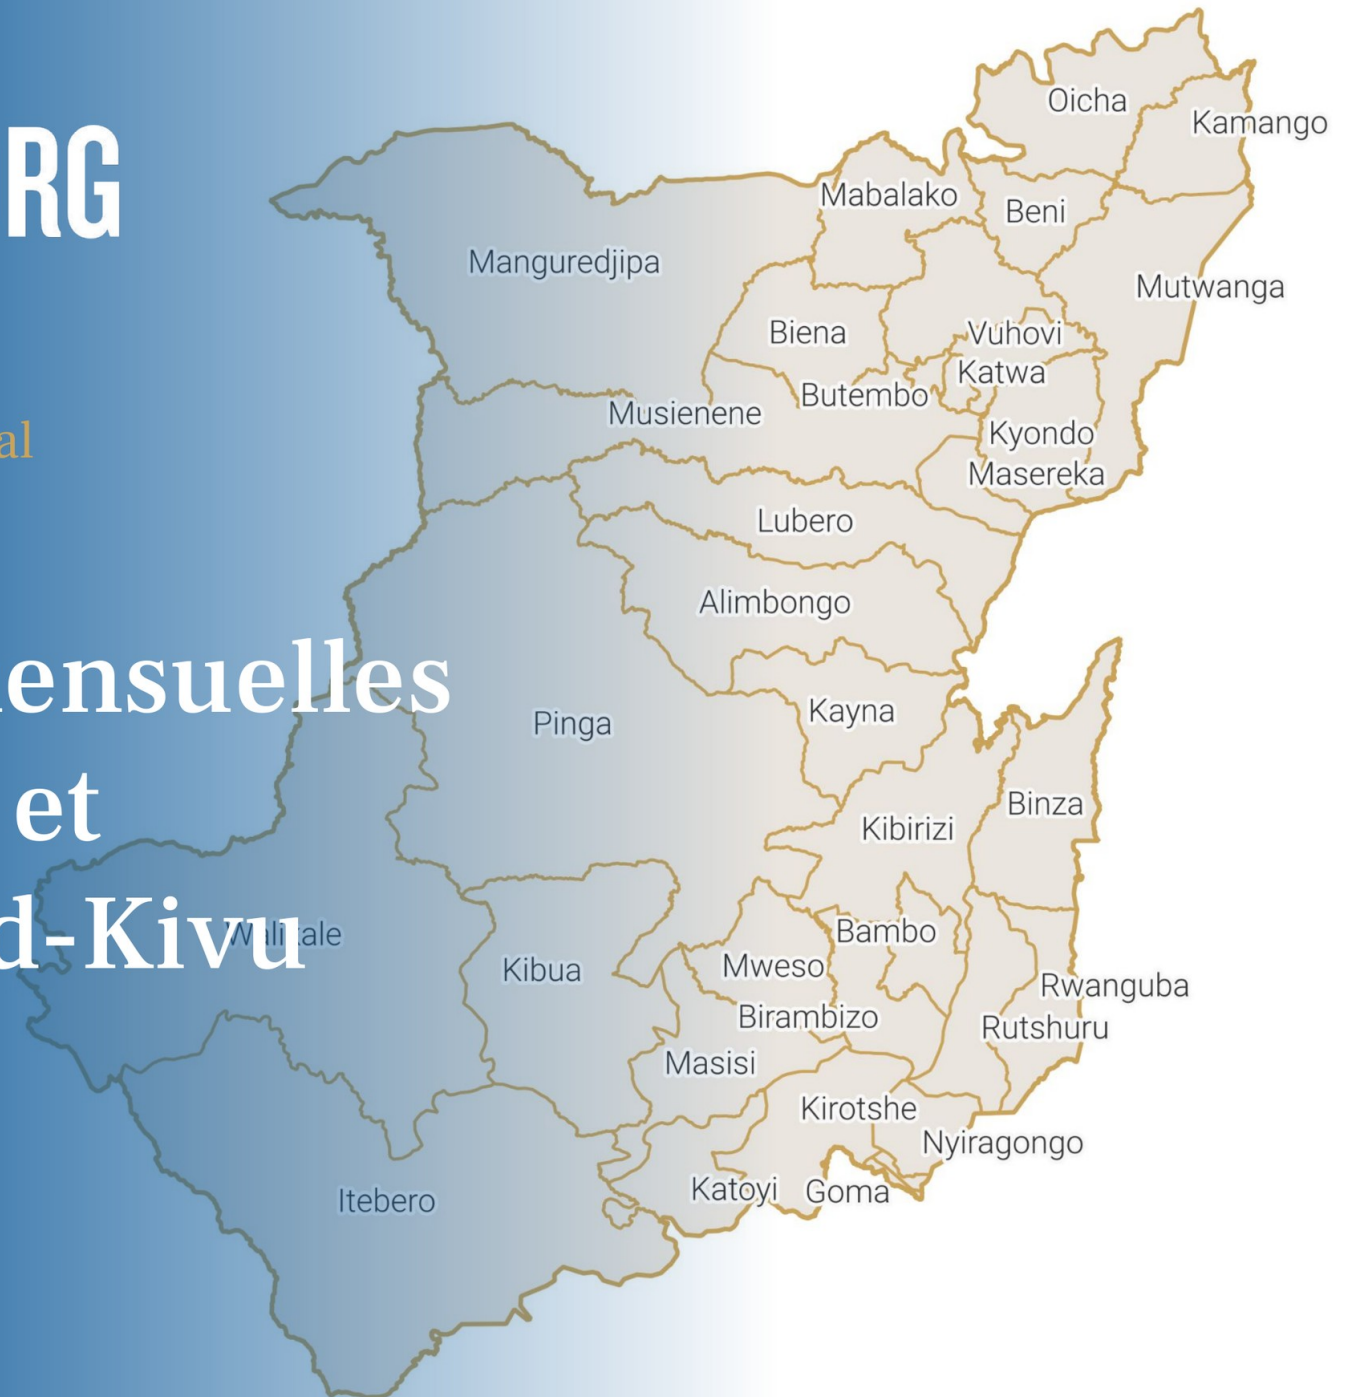 RG
al
ensuelles
et
d-Kivu
Oicha
Kamango
Mabalako
Beni
Manguredjipa
Mutwanga
Biena
Vuhovi
Katwa
Butembo
Musienene
Kyondo
Masereka
Lubero
Alimbongo
Kayna
Pinga
Binza
Kibirizi
Walikale
Bambo
Mweso
Kibua
Rwanguba
Birambizo
Rutshuru
Masisi
Kirotshe
Nyiragongo
Katoyi
Goma
Itebero